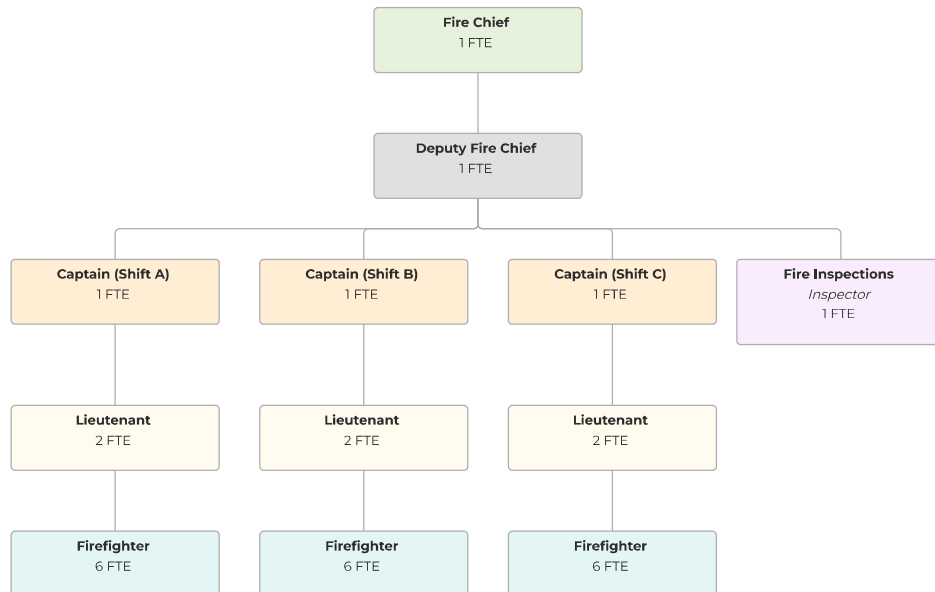 Fire Chief
1 FTE
Deputy Fire Chief
1 FTE
Captain (Shift A)
1 FTE
Captain (Shift B)
1 FTE
Captain (Shift C)
1 FTE
Fire Inspections
Inspector
1 FTE
Lieutenant
2 FTE
Lieutenant
2 FTE
Lieutenant
2 FTE
Firefighter
6 FTE
Firefighter
6 FTE
Firefighter
6 FTE